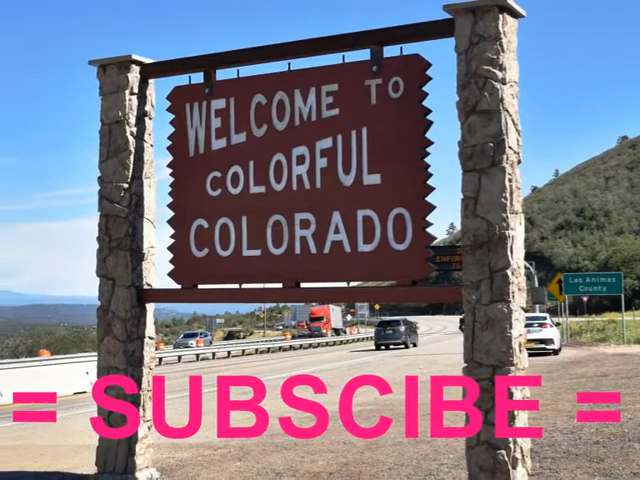 WELCOME TO
COLORFUL
COLORADO
Las Animas
County
= SUBSCIBE =